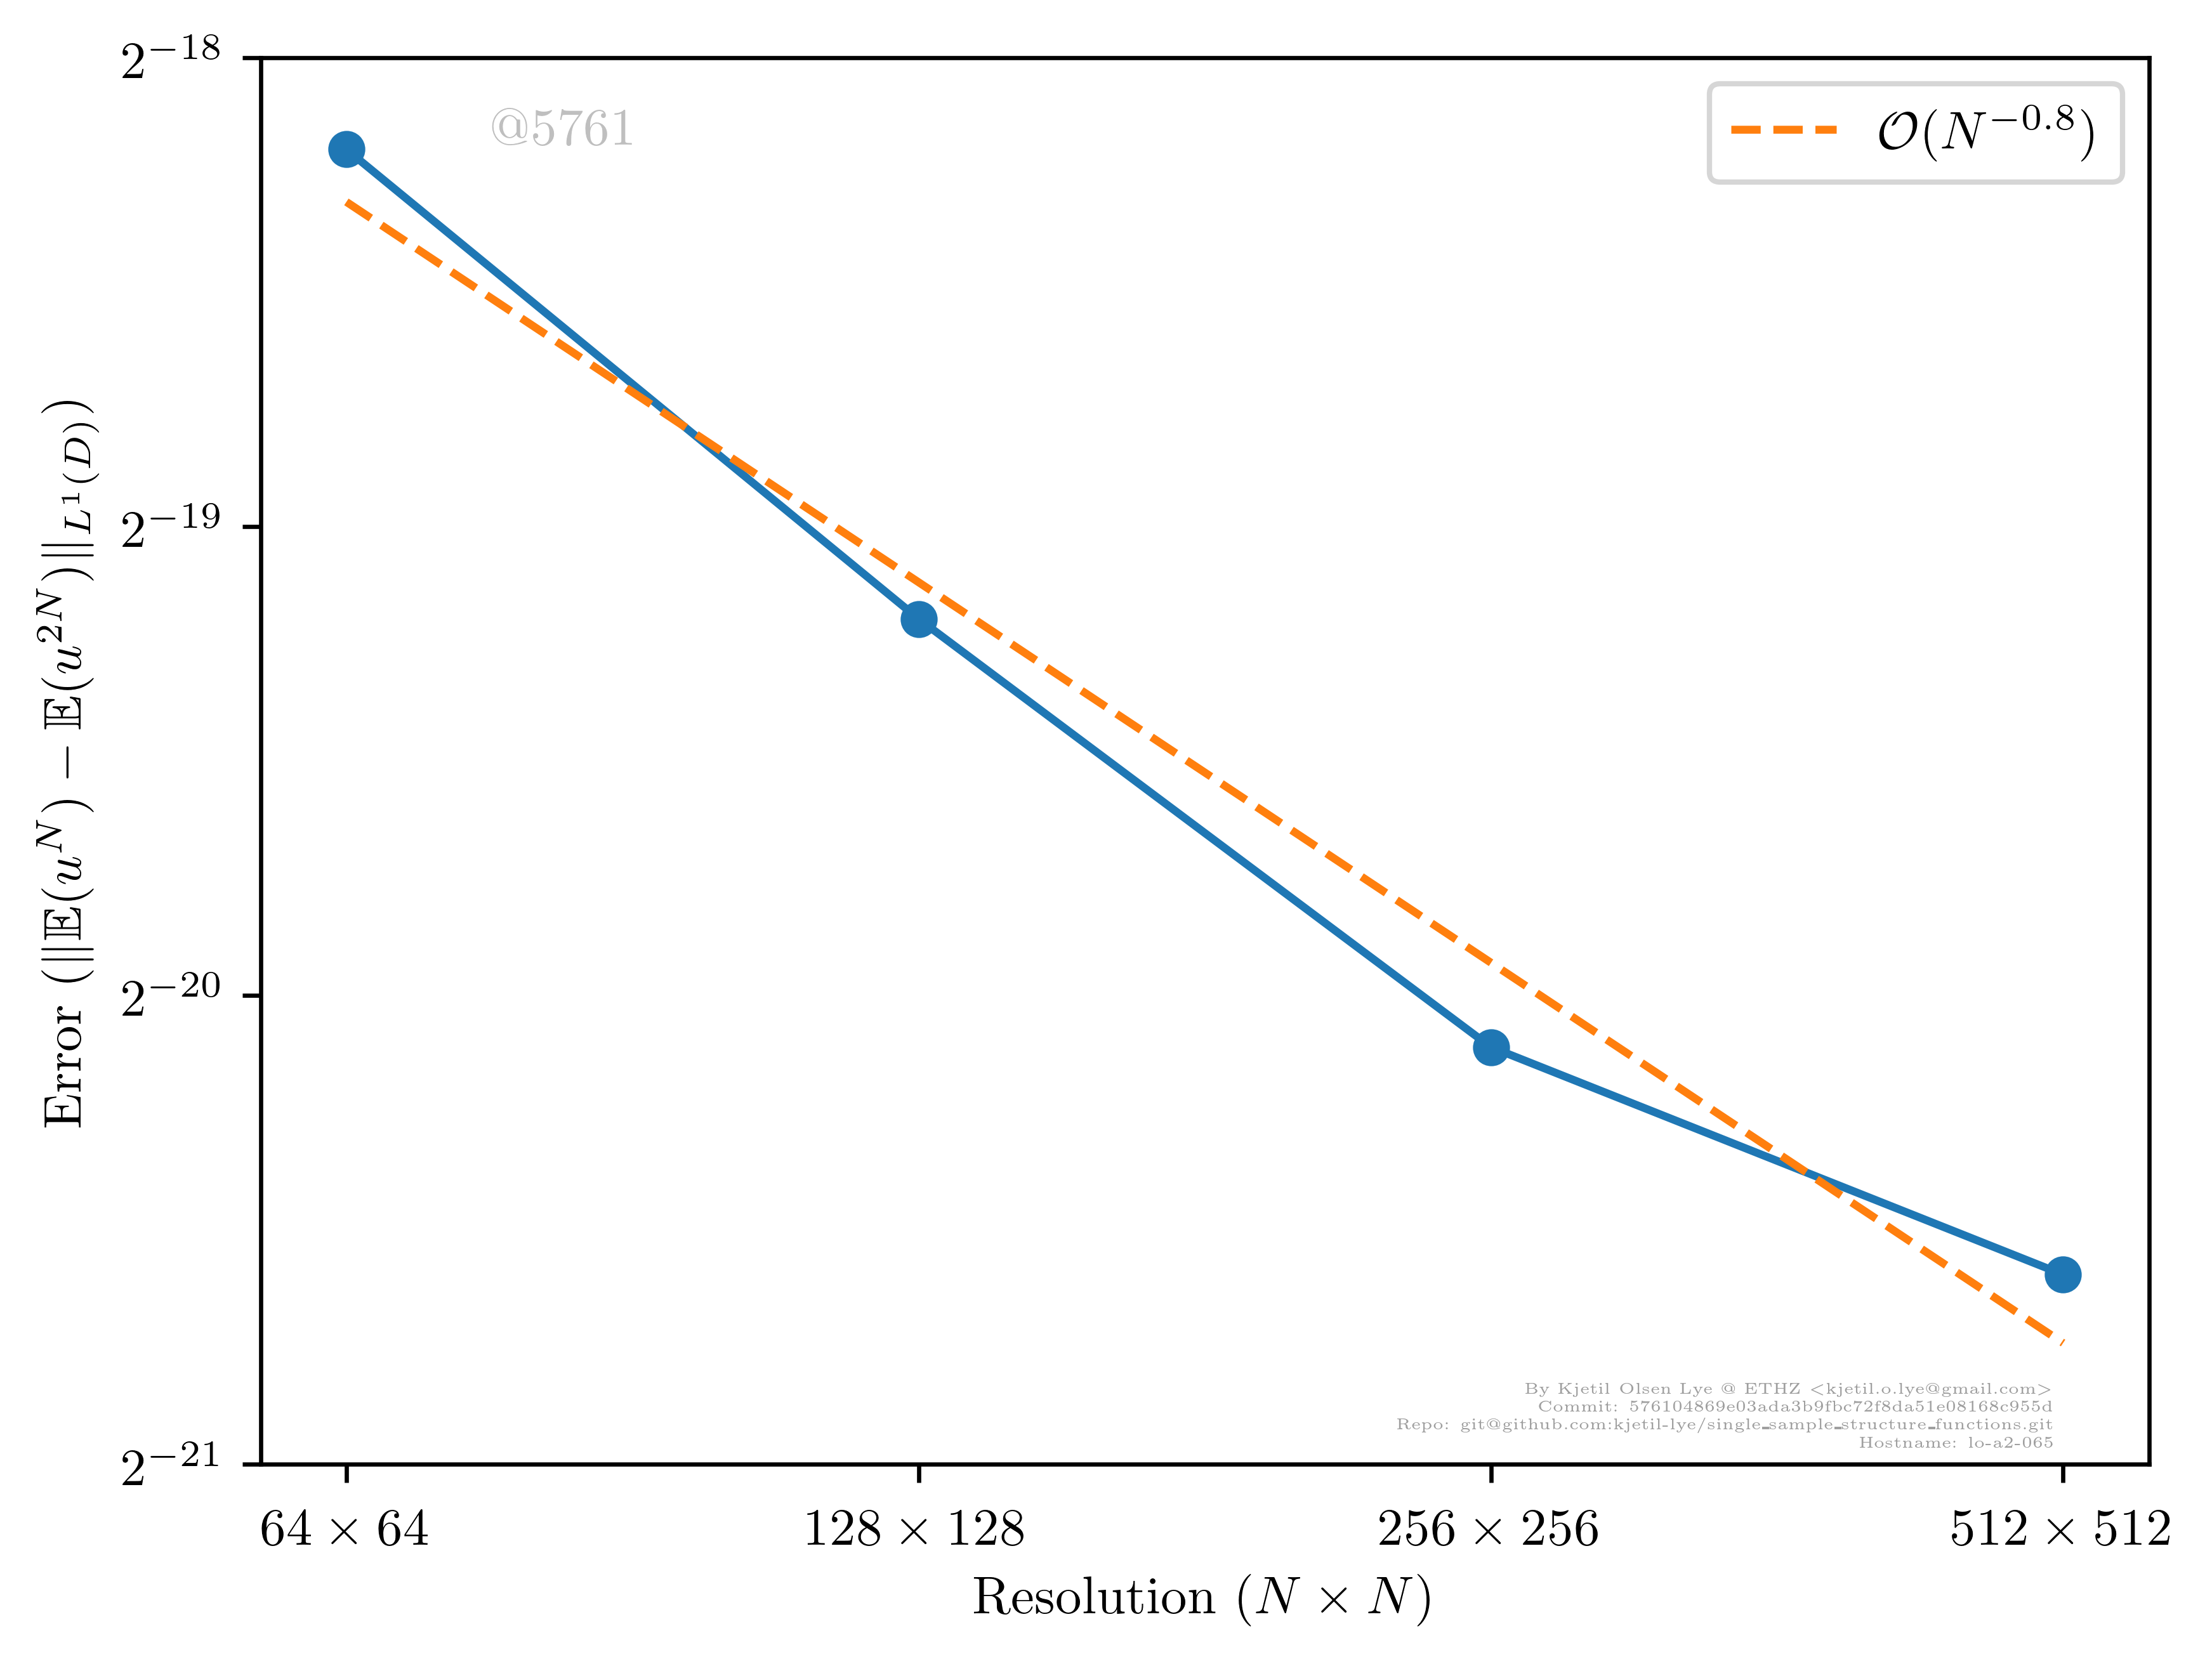 2^{-18}
@5761
\mathcal{O}(N^{-0.8})
2^{-19}
2^{-20}
2^{-21}
Error (||𝔼(u^N) − 𝔼(u^{2N})||_{L^1(D)})
By Kjetil Olsen Lye @ ETHZ <kjetil.o.lye@gmail.com>
Commit: 576104869e03ada3b9fbc72f8da51e08168c955d
Repo: git@github.com:kjetil-lye/single_sample_structure_functions.git
Hostname: lo-a2-065
64 × 64 128 × 128 256 × 256 512 × 512
Resolution (N × N)